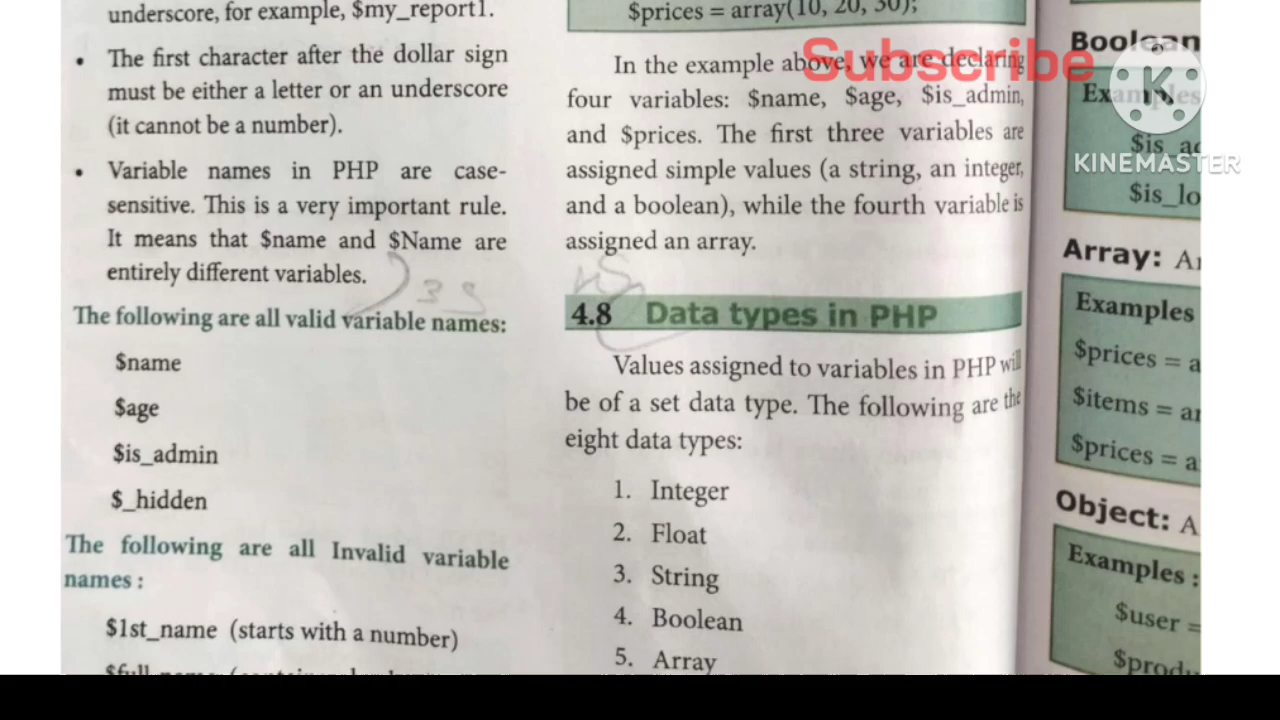 underscore, for example, $my_report1.
• The first character after the dollar sign
must be either a letter or an underscore
(it cannot be a number).
• Variable names in PHP are case-
sensitive. This is a very important rule.
It means that $name and $Name are
entirely different variables.
The following are all valid variable names:
$name
$age
$is_admin
$_hidden
The following are all Invalid variable
names :
$1st_name (starts with a number)
$prices = array(10, 20, 30);
In the example above, we are declaring
four variables: $name, $age, $is_admin,
and $prices. The first three variables are
assigned simple values (a string, an integer,
and a boolean), while the fourth variable is
assigned an array.
4.8 Data types in PHP
Values assigned to variables in PHP will
be of a set data type. The following are the
eight data types:
1. Integer
2. Float
3. String
4. Boolean
5. Array
Boolean
Examples
$is_ad
$is_lo
Array:
Examples
$prices = a
$items = ar
$prices = a
Object: A
Examples :
$user =
$produ
Subscribe
KINEMASTER